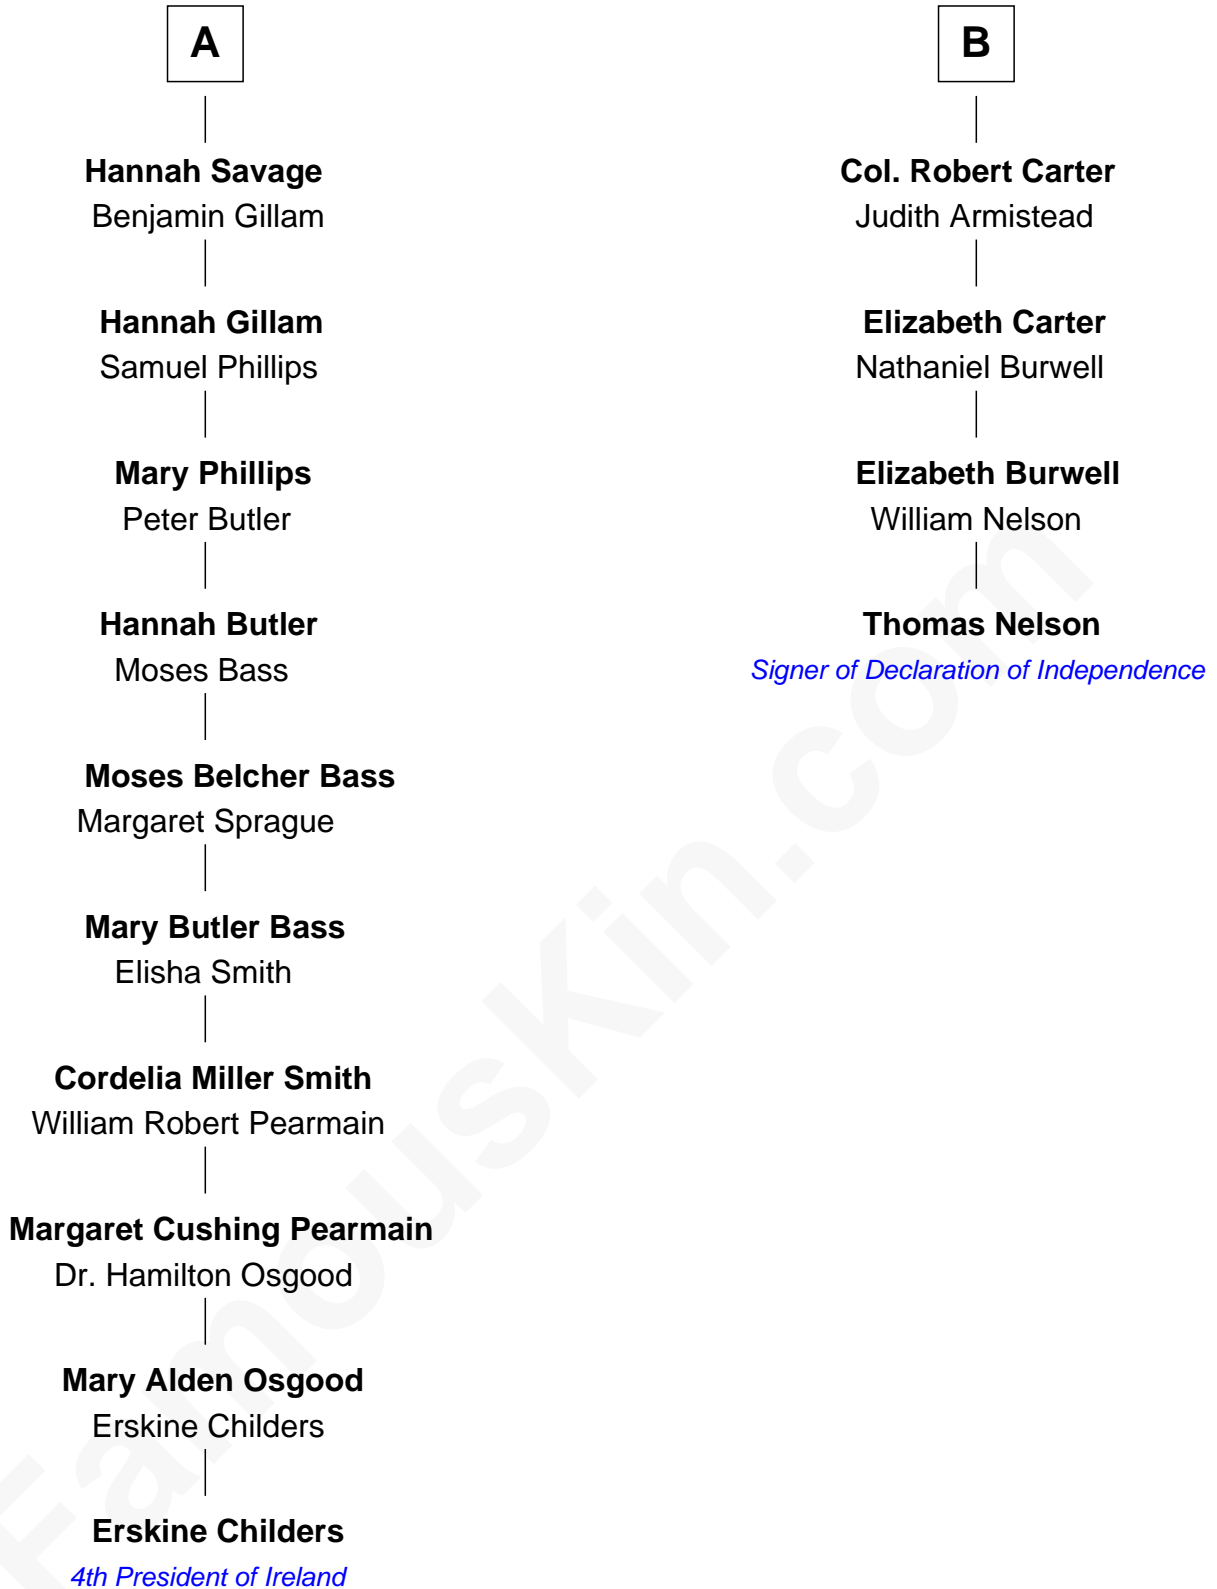 A
Hannah Savage
Benjamin Gillam
Hannah Gillam
Samuel Phillips
Mary Phillips
Peter Butler
Hannah Butler
Moses Bass
Moses Belcher Bass
Margaret Sprague
Mary Butler Bass
Elisha Smith
Cordelia Miller Smith
William Robert Pearmain
Margaret Cushing Pearmain
Dr. Hamilton Osgood
Mary Alden Osgood
Erskine Childers
Erskine Childers
4th President of Ireland
B
Col. Robert Carter
Judith Armistead
Elizabeth Carter
Nathaniel Burwell
Elizabeth Burwell
William Nelson
Thomas Nelson
Signer of Declaration of Independence
FamousKin.com